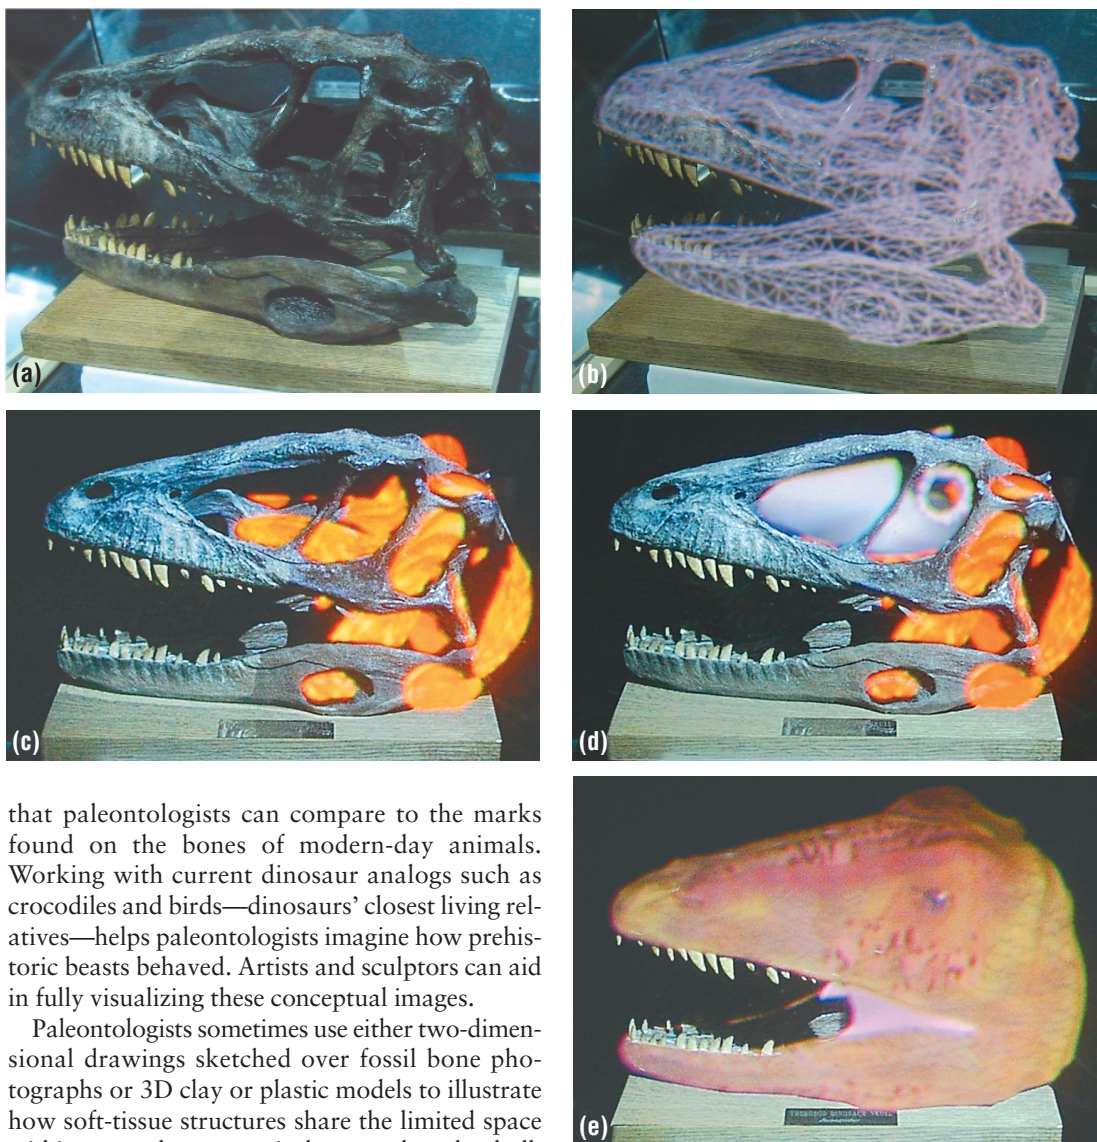 (a)
(b)
(c)
(d)
that paleontologists can compare to the marks
found on the bones of modern-day animals.
Working with current dinosaur analogs such as
crocodiles and birds—dinosaurs’ closest living rel-
atives—helps paleontologists imagine how prehis-
toric beasts behaved. Artists and sculptors can aid
in fully visualizing these conceptual images.
Paleontologists sometimes use either two-dimen-
sional drawings sketched over fossil bone pho-
tographs or 3D clay or plastic models to illustrate
how soft-tissue structures share the limited space
THEROPOD DINOSAUR SKULL
(e)